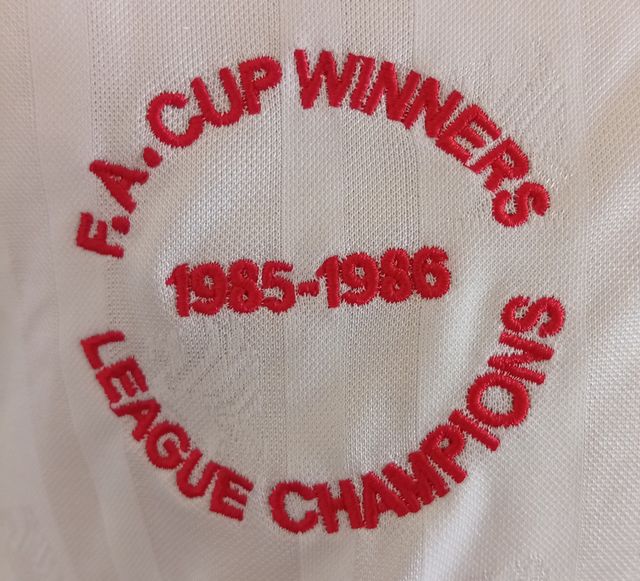 F.A. CUP WINNERS
1985-1986
LEAGUE CHAMPIONS